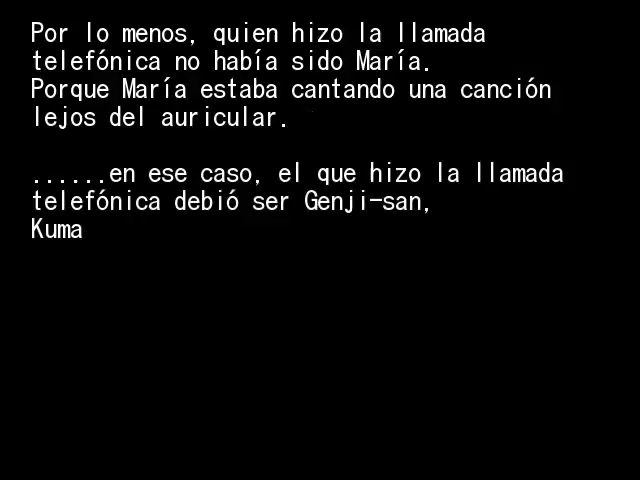 Por lo menos, quien hizo la llamada
telefónica no había sido María.
Porque María estaba cantando una canción
lejos del auricular.
......en ese caso, el que hizo la llamada
telefónica debió ser Genji-san,
Kuma